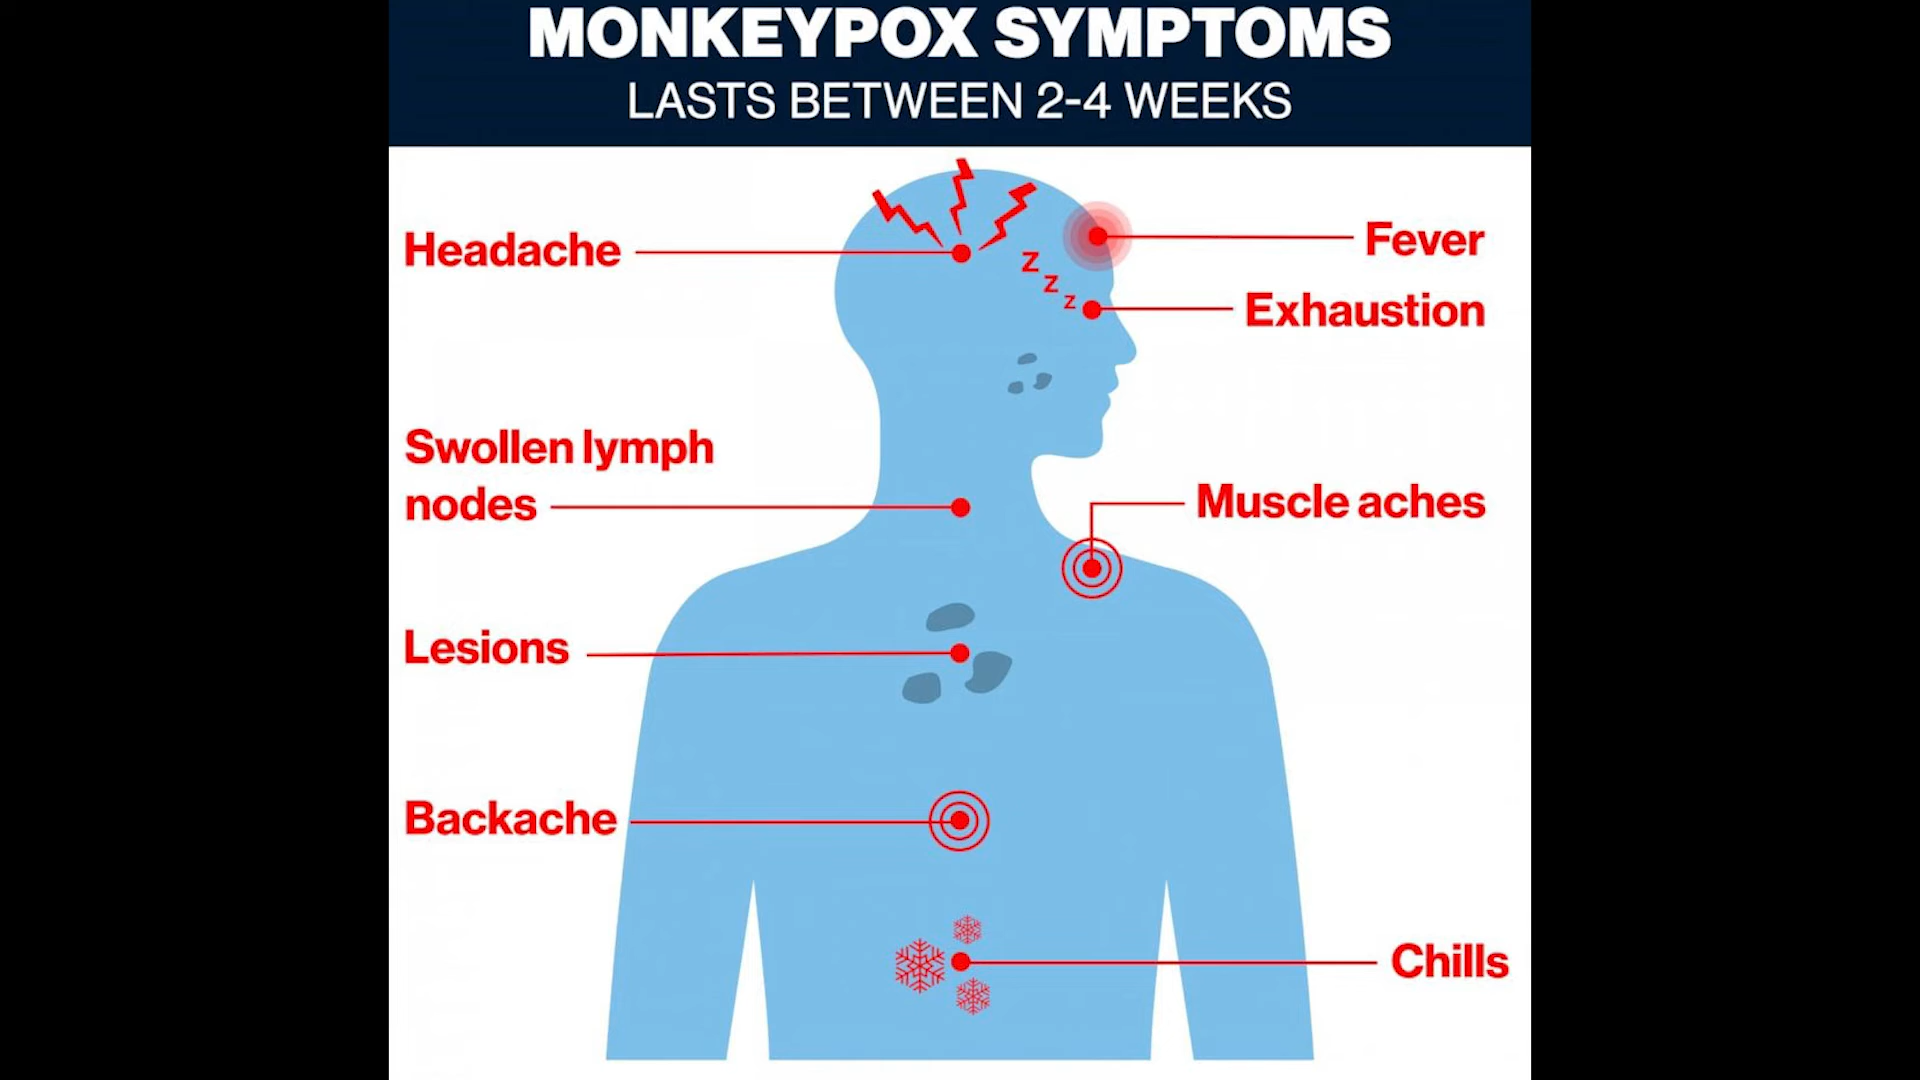 MONKEYPOX SYMPTOMS
LASTS BETWEEN 2-4 WEEKS
Headache
Fever
z
z
z
Exhaustion
Swollen lymph
nodes
Muscle aches
Lesions
Backache
Chills